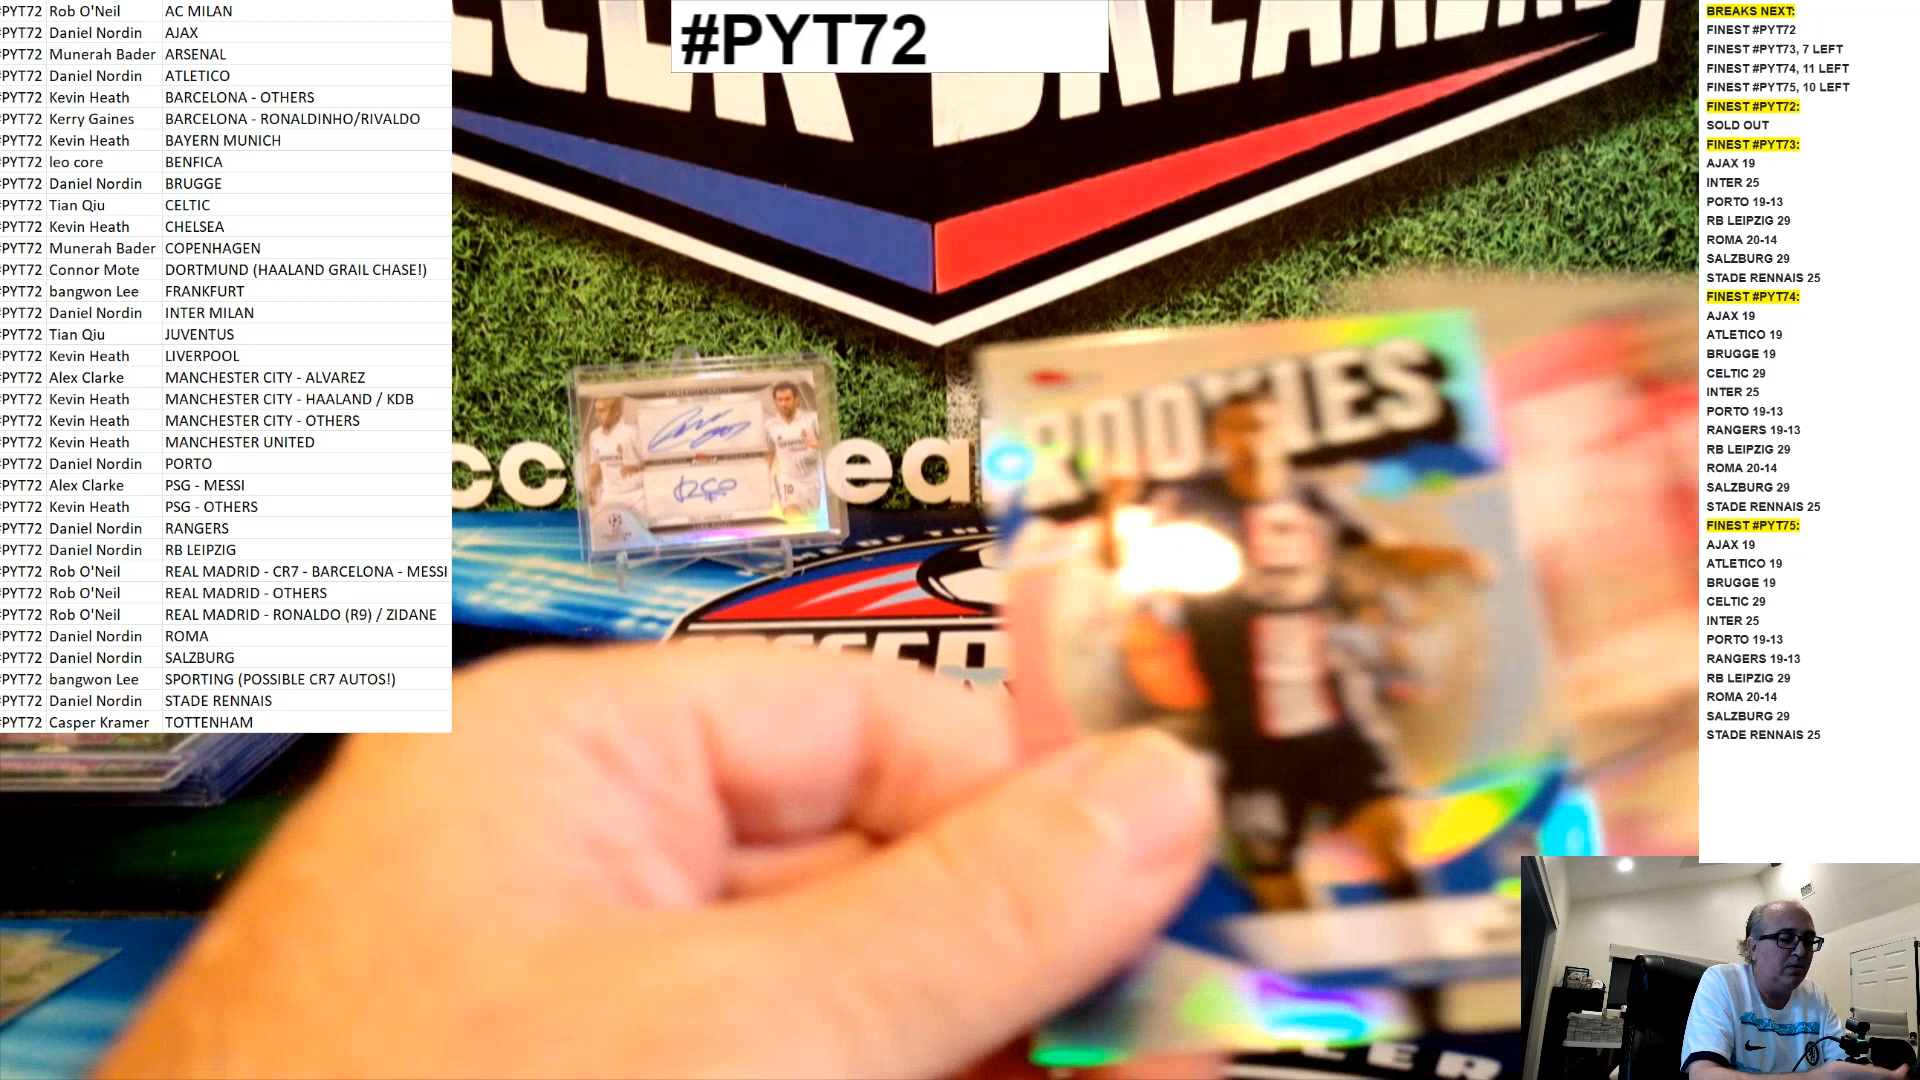 #PYT72
#PYT72 Rob O'Neil AC MILAN
#PYT72 Daniel Nordin AJAX
#PYT72 Munerah Bader ARSENAL
#PYT72 Daniel Nordin ATLETICO
#PYT72 Kevin Heath BARCELONA - OTHERS
#PYT72 Kerry Gaines BARCELONA - RONALDINHO/RIVALDO
#PYT72 Kevin Heath BAYERN MUNICH
#PYT72 leo core BENFICA
#PYT72 Daniel Nordin BRUGGE
#PYT72 Tian Qiu CELTIC
#PYT72 Kevin Heath CHELSEA
#PYT72 Munerah Bader COPENHAGEN
#PYT72 Connor Mote DORTMUND (HAALAND GRAIL CHASE!)
#PYT72 bangwon Lee FRANKFURT
#PYT72 Daniel Nordin INTER MILAN
#PYT72 Tian Qiu JUVENTUS
#PYT72 Kevin Heath LIVERPOOL
#PYT72 Alex Clarke MANCHESTER CITY - ALVAREZ
#PYT72 Kevin Heath MANCHESTER CITY - HAALAND / KDB
#PYT72 Kevin Heath MANCHESTER CITY - OTHERS
#PYT72 Kevin Heath MANCHESTER UNITED
#PYT72 Daniel Nordin PORTO
#PYT72 Alex Clarke PSG - MESSI
#PYT72 Kevin Heath PSG - OTHERS
#PYT72 Daniel Nordin RANGERS
#PYT72 Daniel Nordin RB LEIPZIG
#PYT72 Rob O'Neil REAL MADRID - CR7 - BARCELONA - MESSI
#PYT72 Rob O'Neil REAL MADRID - OTHERS
#PYT72 Rob O'Neil REAL MADRID - RONALDO (R9) / ZIDANE
#PYT72 Daniel Nordin ROMA
#PYT72 Daniel Nordin SALZBURG
#PYT72 bangwon Lee SPORTING (POSSIBLE CR7 AUTOS!)
#PYT72 Daniel Nordin STADE RENNAIS
#PYT72 Casper Kramer TOTTENHAM
ROOKIES
BREAKS NEXT:
FINEST #PYT72
FINEST #PYT73, 7 LEFT
FINEST #PYT74, 11 LEFT
FINEST #PYT75, 10 LEFT
FINEST #PYT72:
SOLD OUT
FINEST #PYT73:
AJAX 19
INTER 25
PORTO 19-13
RB LEIPZIG 29
ROMA 20-14
SALZBURG 29
STADE RENNAIS 25
FINEST #PYT74:
AJAX 19
ATLETICO 19
BRUGGE 19
CELTIC 29
INTER 25
PORTO 19-13
RANGERS 19-13
RB LEIPZIG 29
ROMA 20-14
SALZBURG 29
STADE RENNAIS 25
FINEST #PYT75:
AJAX 19
ATLETICO 19
BRUGGE 19
CELTIC 29
INTER 25
PORTO 19-13
RANGERS 19-13
RB LEIPZIG 29
ROMA 20-14
SALZBURG 29
STADE RENNAIS 25